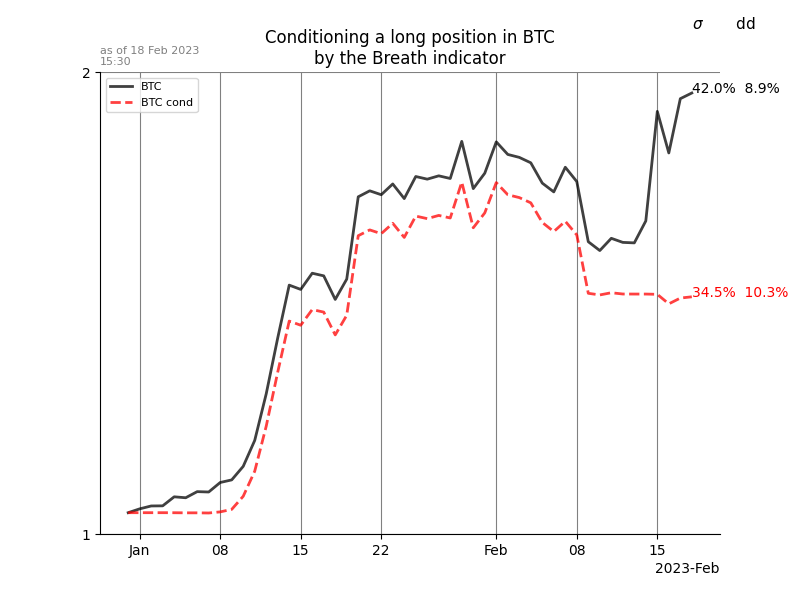 σ dd
Conditioning a long position in BTC
by the Breath indicator
as of 18 Feb 2023
15:30
2
BTC
BTC cond
42.0% 8.9%
34.5% 10.3%
1
Jan 08 15 22 Feb 08 15
2023-Feb